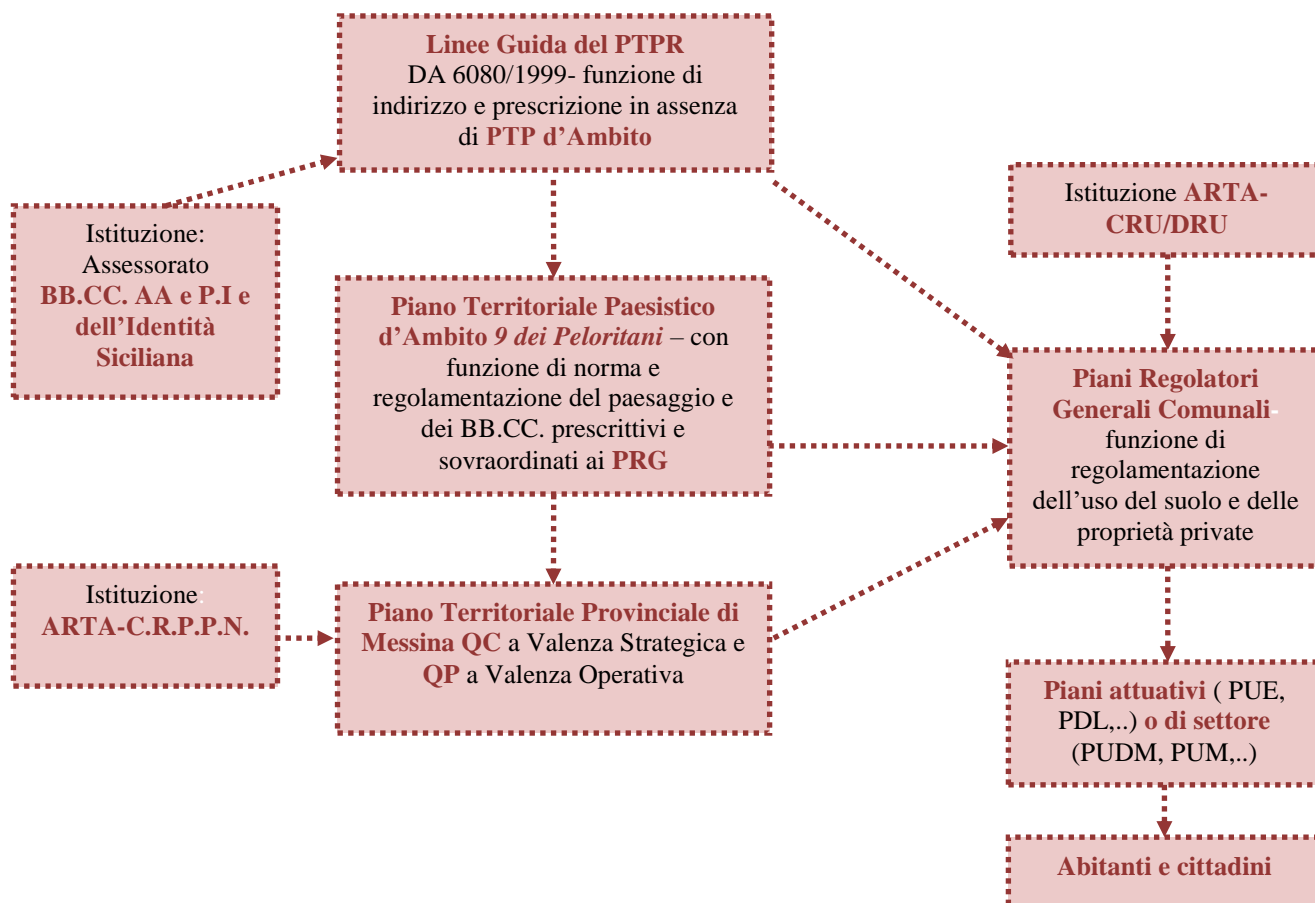 Linee Guida del PTPR
DA 6080/1999- funzione di
indirizzo e prescrizione in assenza
di PTP d’Ambito
Istituzione:
Assessorato
BB.CC. AA e P.I e
dell’Identità
Siciliana
Istituzione ARTA-
CRU/DRU
Piano Territoriale Paesistico
d’Ambito 9 dei Peloritani – con
funzione di norma e
regolamentazione del paesaggio e
dei BB.CC. prescrittivi e
sovraordinati ai PRG
Piani Regolatori
Generali Comunali-
funzione di
regolamentazione
dell’uso del suolo e delle
proprietà private
Istituzione:
ARTA-C.R.P.P.N.
Piano Territoriale Provinciale di
Messina QC a Valenza Strategica e
QP a Valenza Operativa
Piani attuativi ( PUE,
PDL,..) o di settore
(PUDM, PUM,..)
Abitanti e cittadini